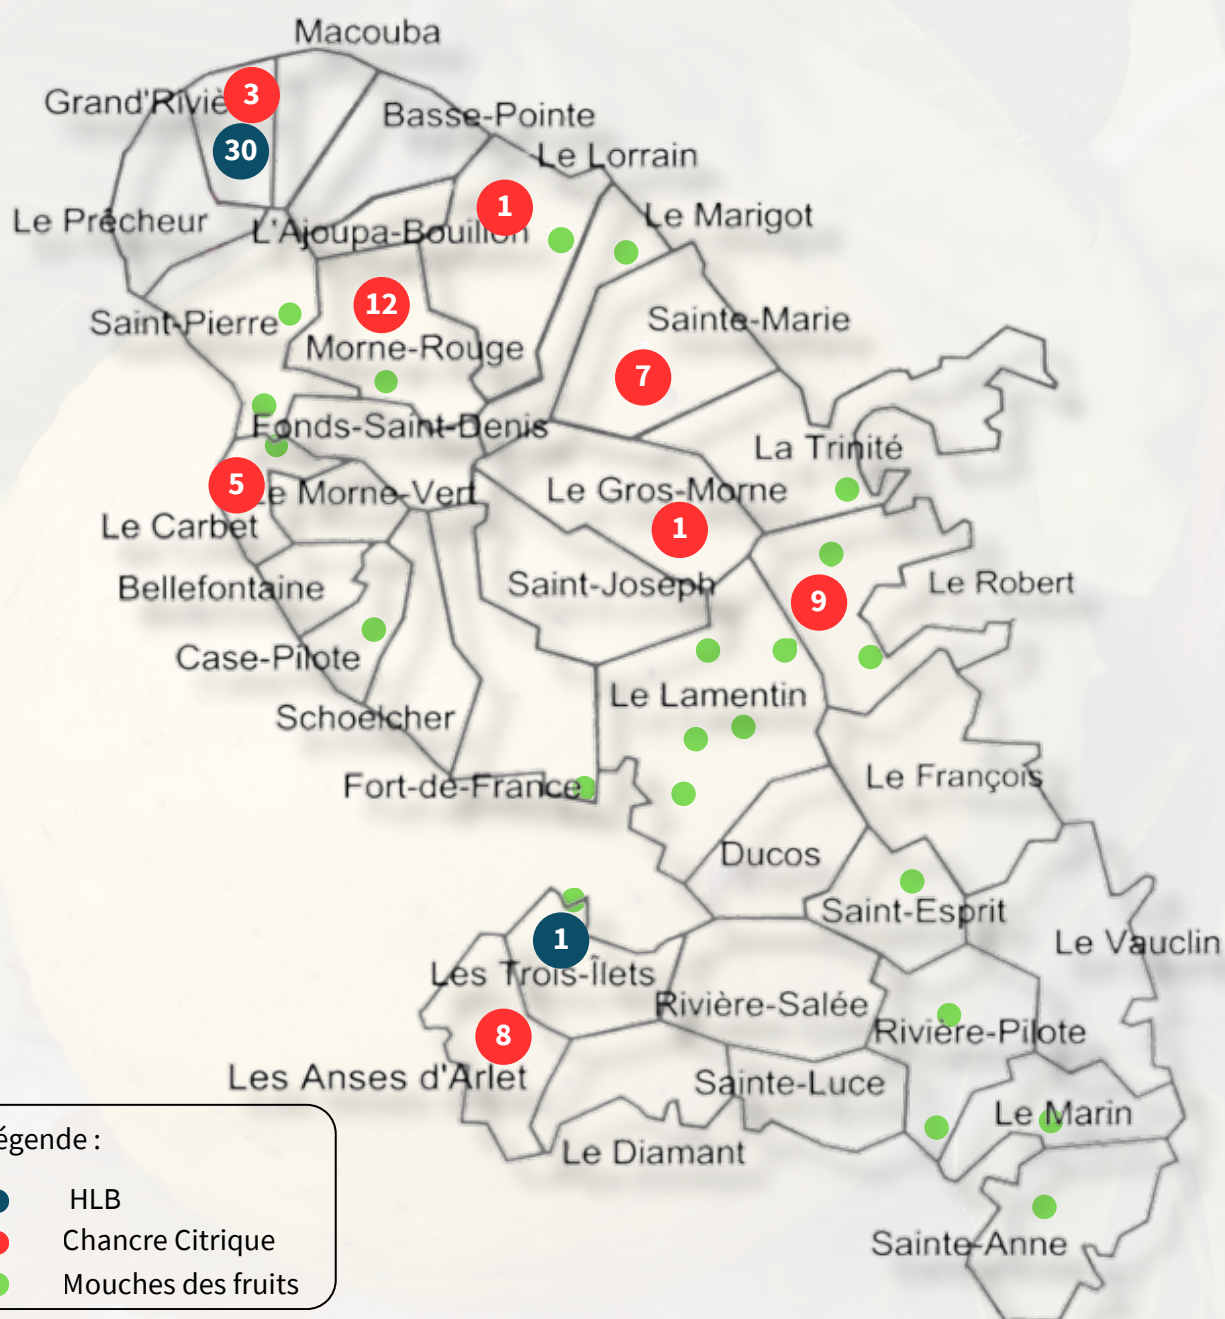 Macouba
Grand'Riviè
3
Basse-Pointe
30
Le Lorrain
1
Le Marigot
Le Prêcheur
L'Ajoupa-Bouillon
12
Saint-Pierre
Sainte-Marie
Morne-Rouge
7
Fonds-Saint-Denis
La Trinité
5
Le Morne-Vert
Le Gros-Morne
Le Carbet
1
Bellefontaine
Saint-Joseph
Le Robert
9
Case-Pilote
Le Lamentin
Schoelcher
Fort-de-France
Le François
Ducos
Saint-Esprit
1
Le Vauclin
Les Trois-Îlets
Rivière-Salée
8
Rivière-Pilote
Les Anses d'Arlet
Sainte-Luce
Le Marin
Le Diamant
Sainte-Anne
égende :
HLB
Chancre Citrique
Mouches des fruits